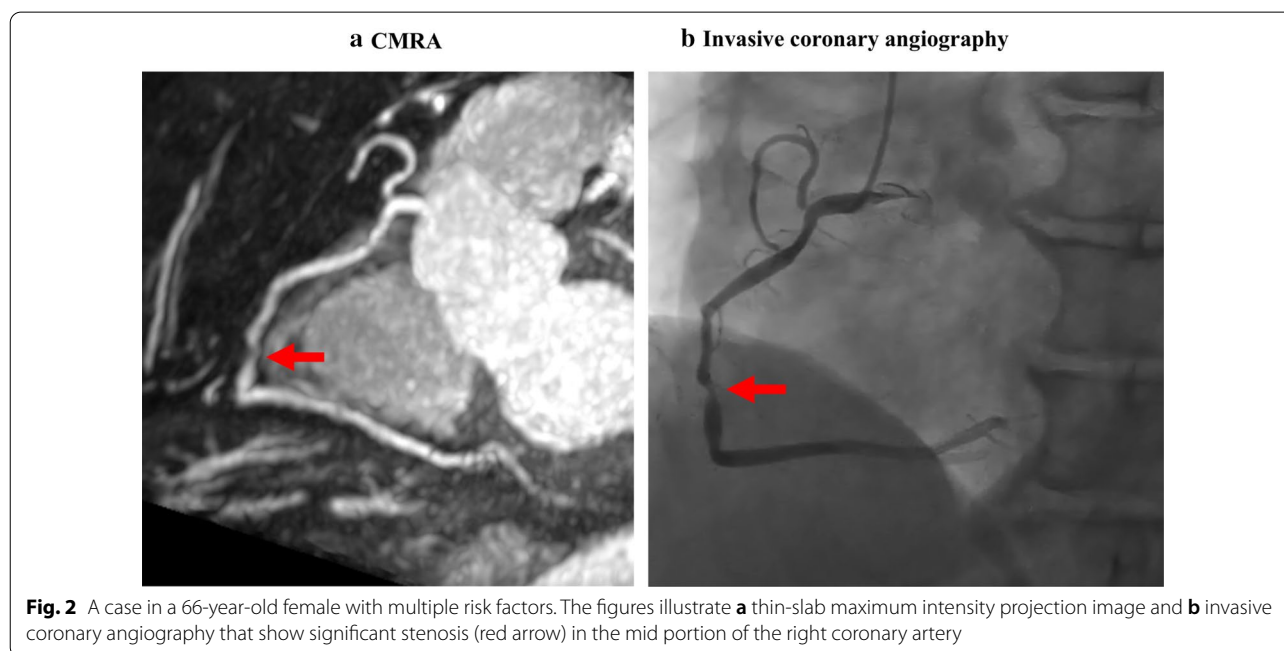 a CMRA
b Invasive coronary angiography
Fig. 2 A case in a 66-year-old female with multiple risk factors. The figures illustrate a thin-slab maximum intensity projection image and b invasive
coronary angiography that show significant stenosis (red arrow) in the mid portion of the right coronary artery